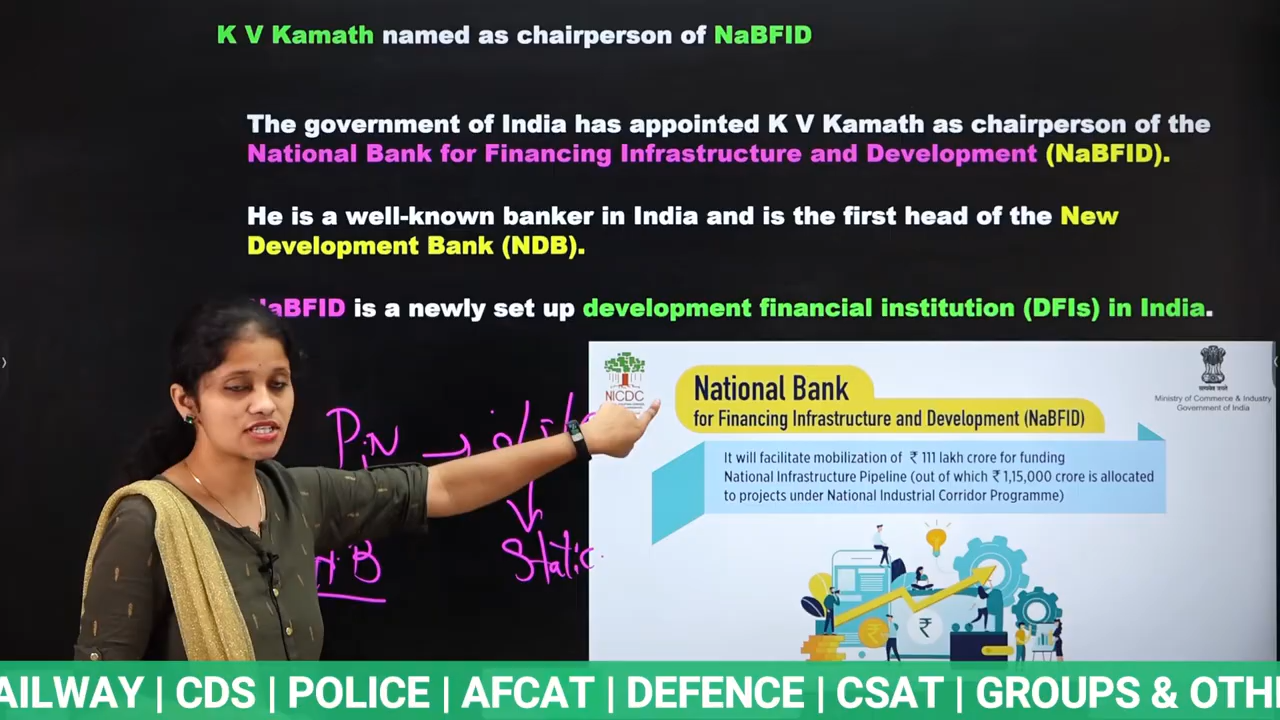 K V Kamath named as chairperson of NaBFID
The government of India has appointed K V Kamath as chairperson of the
National Bank for Financing Infrastructure and Development (NaBFID).
He is a well-known banker in India and is the first head of the New
Development Bank (NDB).
NaBFID is a newly set up development financial institution (DFIs) in India.
NICDC
National Bank
for Financing Infrastructure and Development (NaBFID)
Ministry of Commerce & Industry
Government of India
It will facilitate mobilization of ₹ 111 lakh crore for funding
National Infrastructure Pipeline (out of which ₹ 1,15,000 crore is allocated
to projects under National Industrial Corridor Programme)
Static
AILWAY | CDS | POLICE | AFCAT | DEFENCE | CSAT | GROUPS & OTH